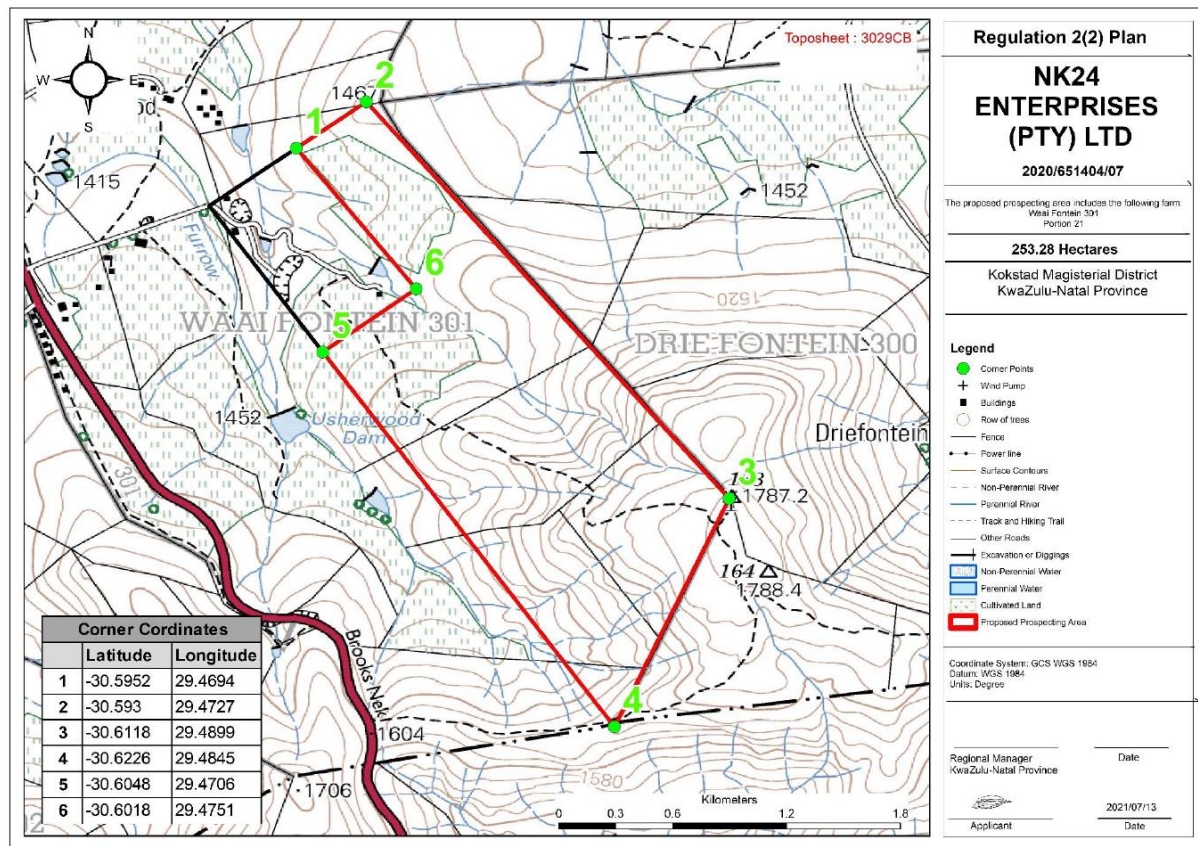 Toposheet : 3029CB
N
W E
S
2
1467
1
1415
1452
Furrow
6
1520
WAAI FONTEIN 301
5
DRIE FONTEIN 300
1452
Usherwood
Dam
Driefontein
3
1787.2
301
164
1788.4
Brooks Nek
4
1604
1580
1706
Corner Cordinates
Latitude Longitude
1 -30.5952 29.4694
2 -30.593 29.4727
3 -30.6118 29.4899
4 -30.6226 29.4845
5 -30.6048 29.4706
6 -30.6018 29.4751
Kilometers
0 0.3 0.6 1.2 1.8
Regulation 2(2) Plan
NK24
ENTERPRISES
(PTY) LTD
2020/651404/07
The proposed prospecting area includes the following farm:
Waai Fontein 301
Portion 21
253.28 Hectares
Kokstad Magisterial District
KwaZulu-Natal Province
Legend
Corner Points
Wind Pump
Buildings
Row of trees
Fence
Power line
Surface Contours
Non-Perennial River
Perennial River
Track and Hiking Trail
Other Roads
Excavation or Diggings
Non-Perennial Water
Perennial Water
Cultivated Land
Proposed Prospecting Area
Coordinate System: GCS WGS 1984
Datum: WGS 1984
Units: Degree
Regional Manager
KwaZulu-Natal Province
Date
2021/07/13
Applicant
Date